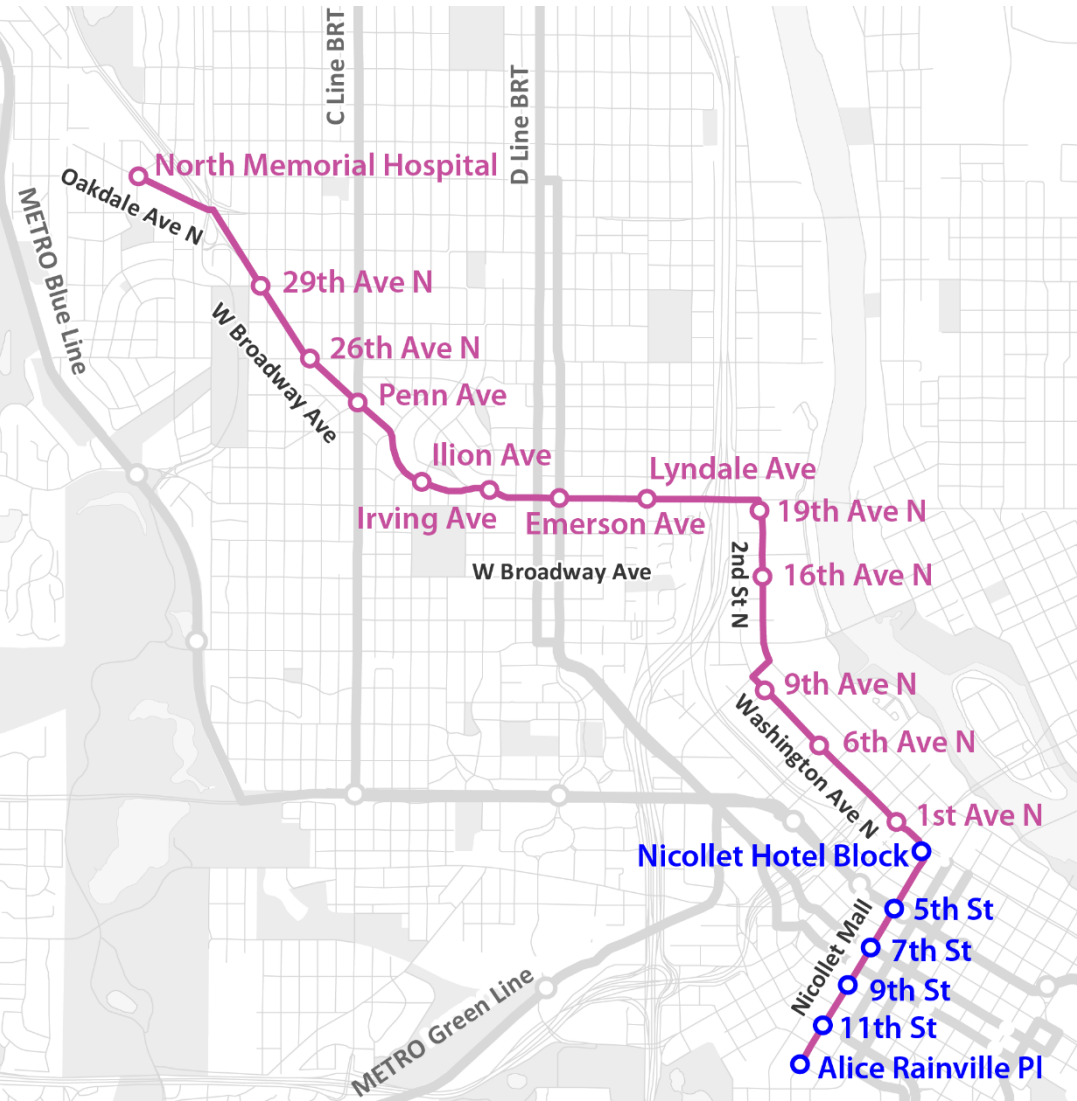 C Line BRT
D Line BRT
North Memorial Hospital
Oakdale Ave N
METRO Blue Line
29th Ave N
W Broadway Ave
26th Ave N
Penn Ave
Ilion Ave
Lyndale Ave
Irving Ave
Emerson Ave
19th Ave N
W Broadway Ave
2nd St N
16th Ave N
9th Ave N
Washington Ave N
6th Ave N
1st Ave N
Nicollet Hotel Block
5th St
Nicollet Mall
7th St
9th St
METRO Green Line
11th St
Alice Rainville Pl